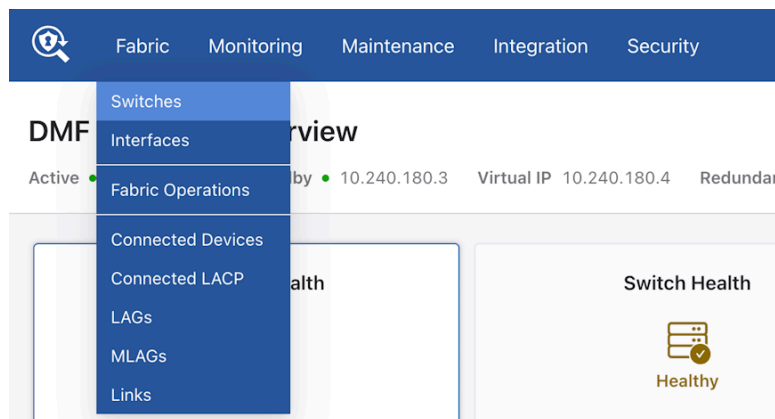 Fabric Monitoring Maintenance Integration Security
Switches
DMF rview
Interfaces
Active by 10.240.180.3 Virtual IP 10.240.180.4 Redundan
Fabric Operations
Connected Devices
Connected LACP
alth Switch Health
LAGs
MLAGs
Healthy
Links